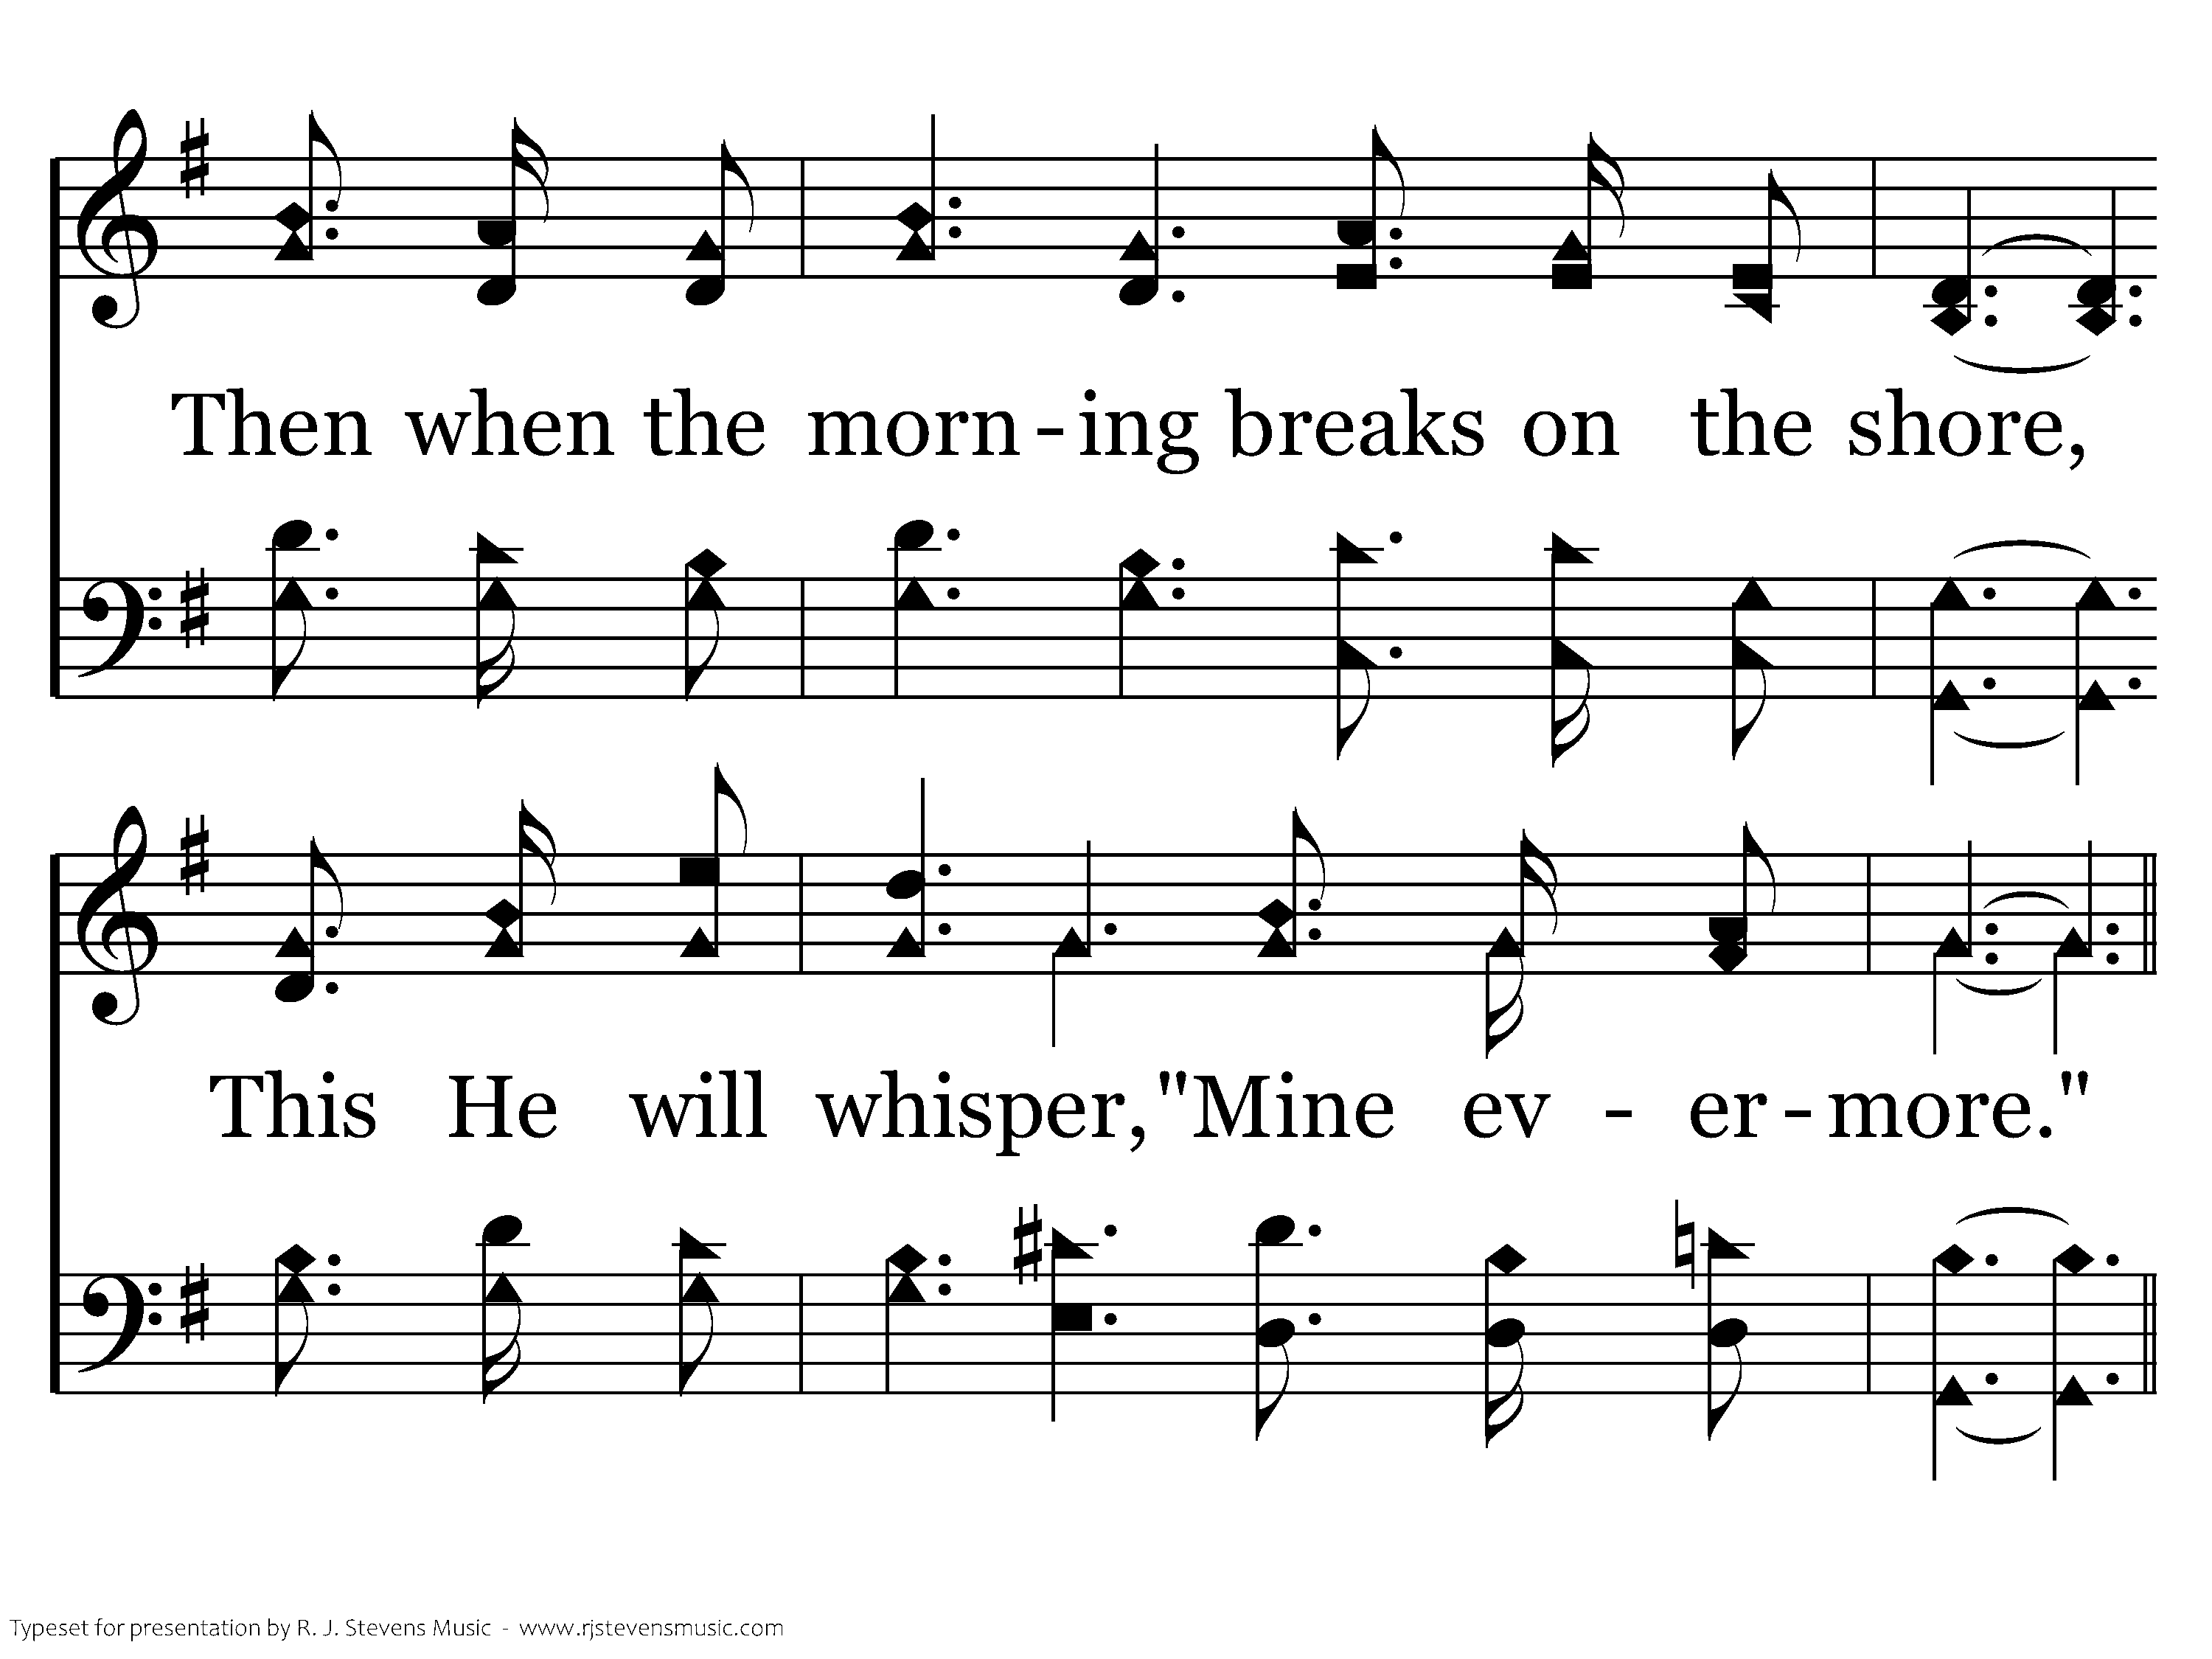 Then when the morn-ing breaks on the shore,
This He will whisper,"Mine ev - er-more."
Typeset for presentation by R. J. Stevens Music - www.rjstevensmusic.com